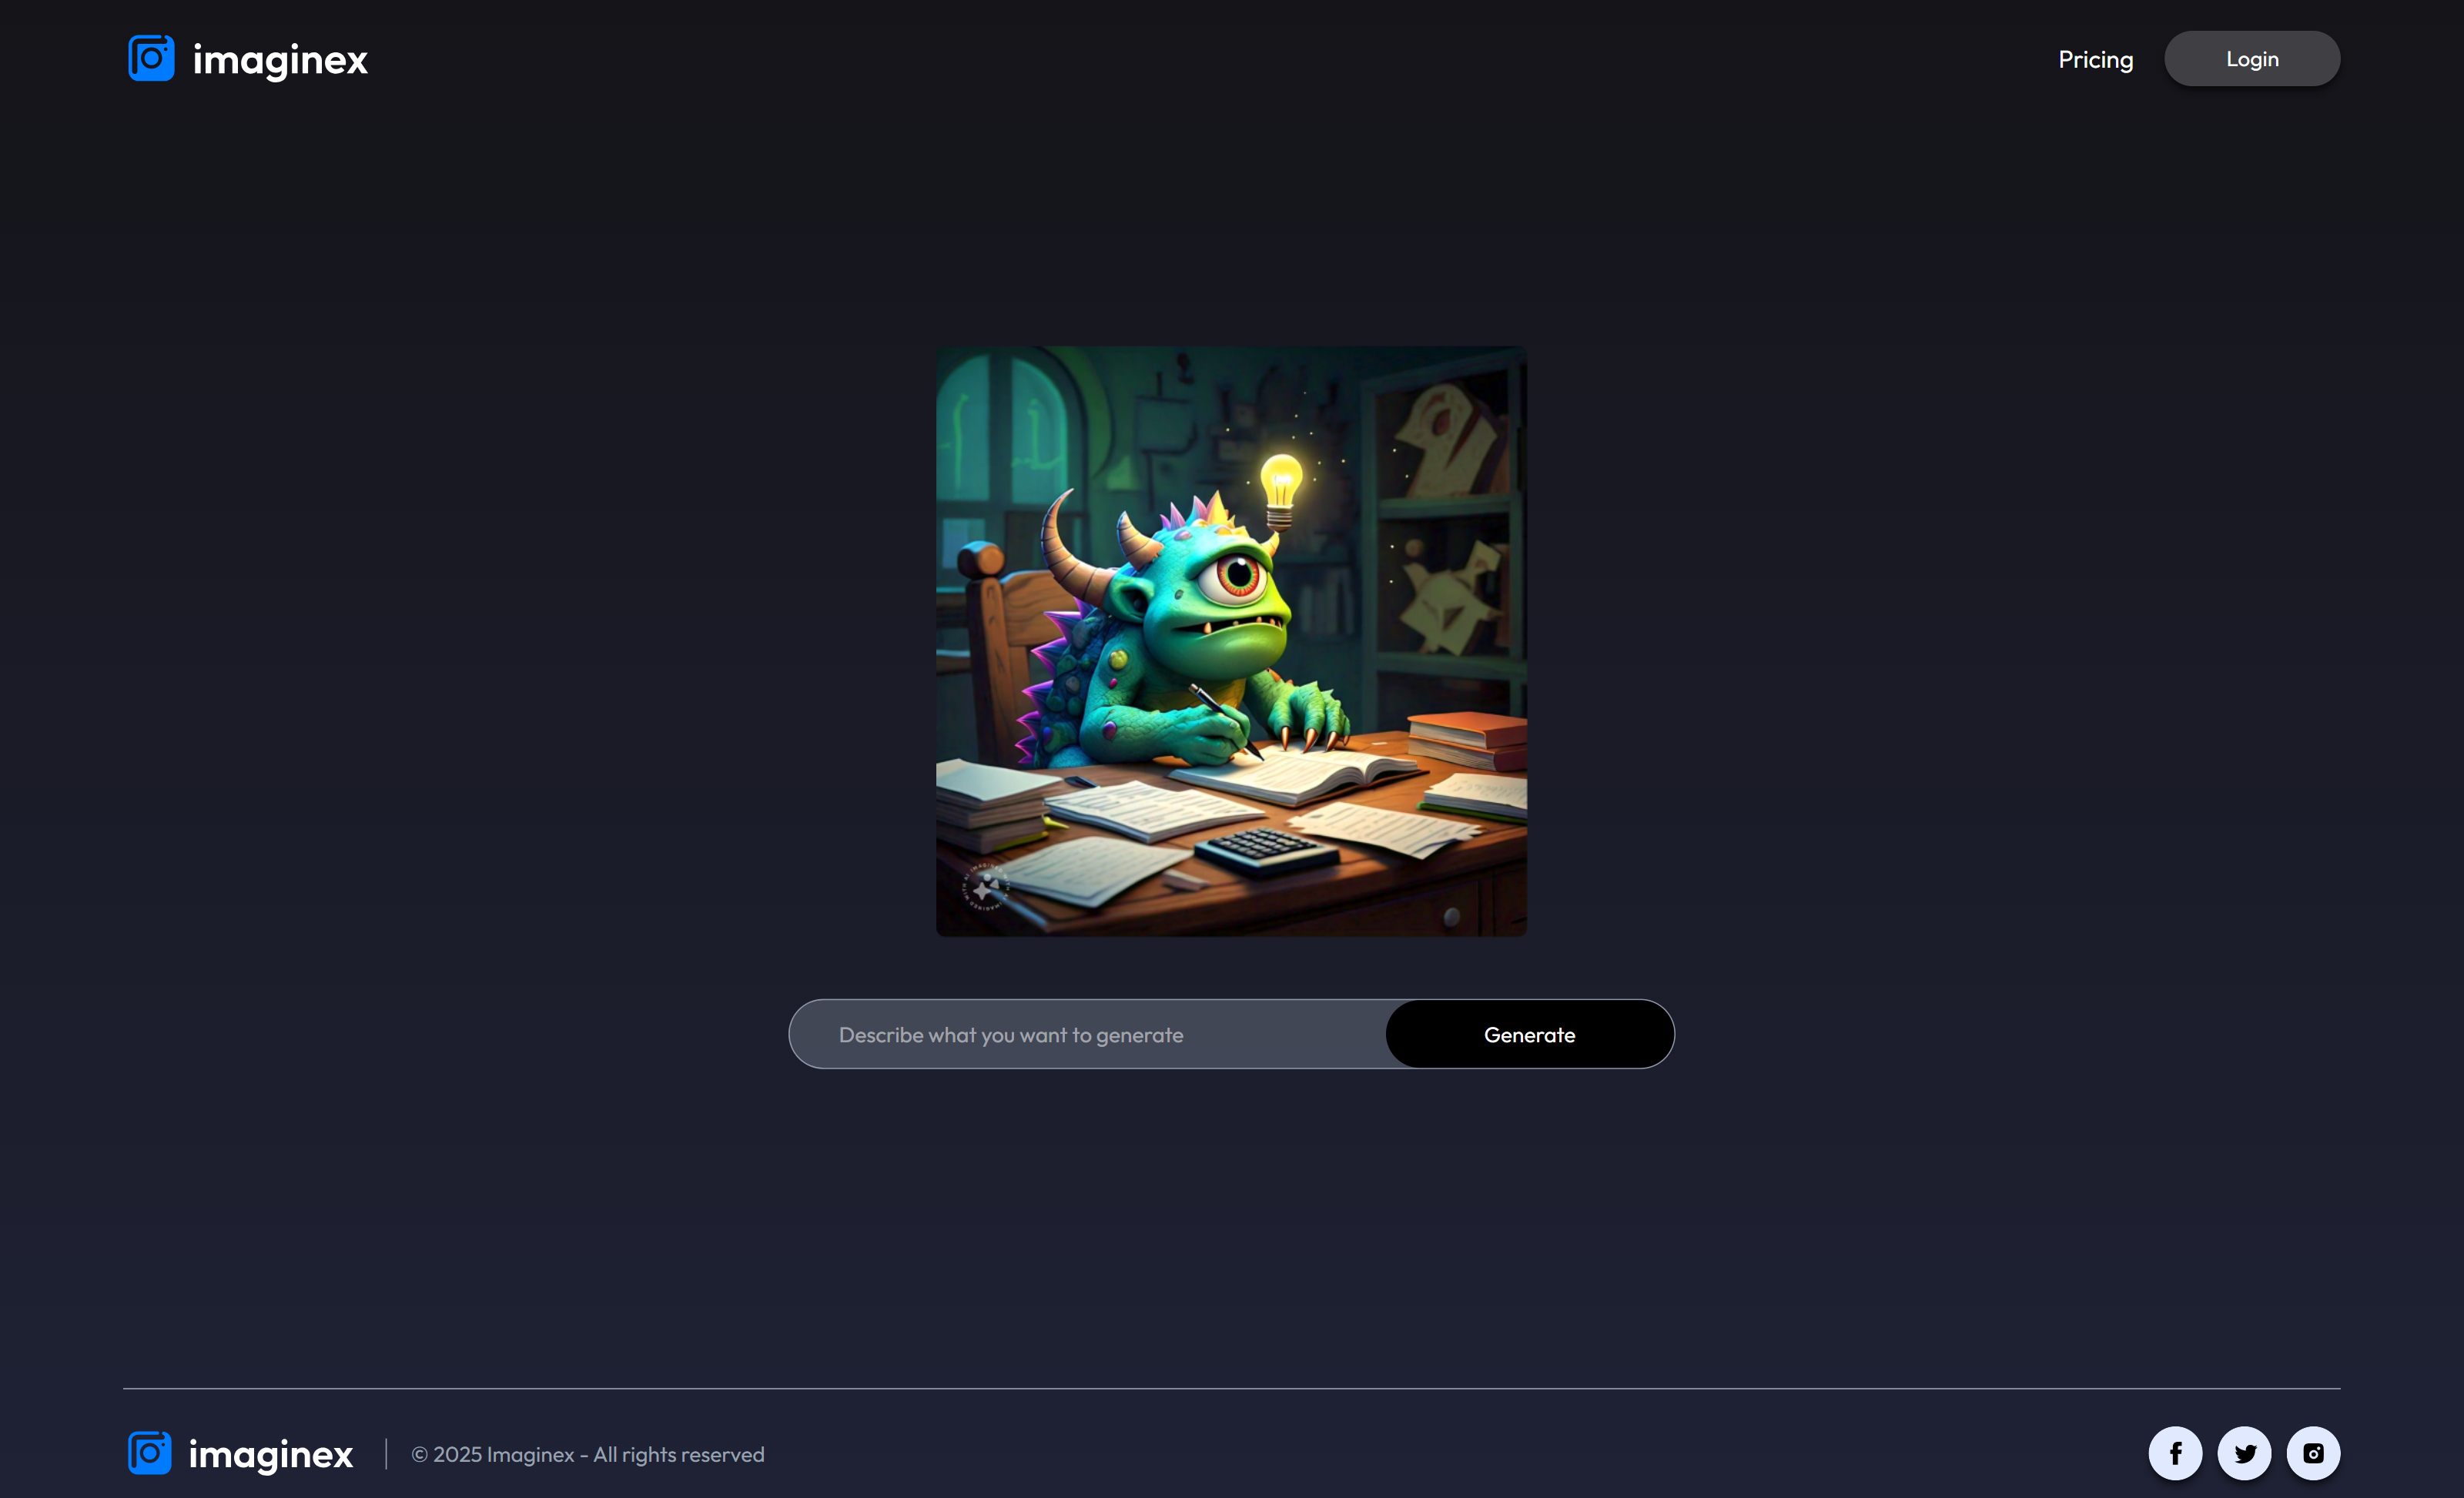 imaginex
Pricing
Login
Describe what you want to generate
Generate
imaginex
© 2025 Imaginex - All rights reserved